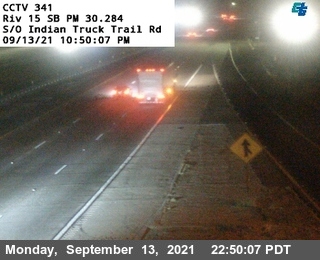 CCTV 341
Riv 15 SB PM 30.284
S/O Indian Truck Trail Rd
09/13/21 10:50:07 PM
Monday, September 13, 2021 22:50:07 PDT